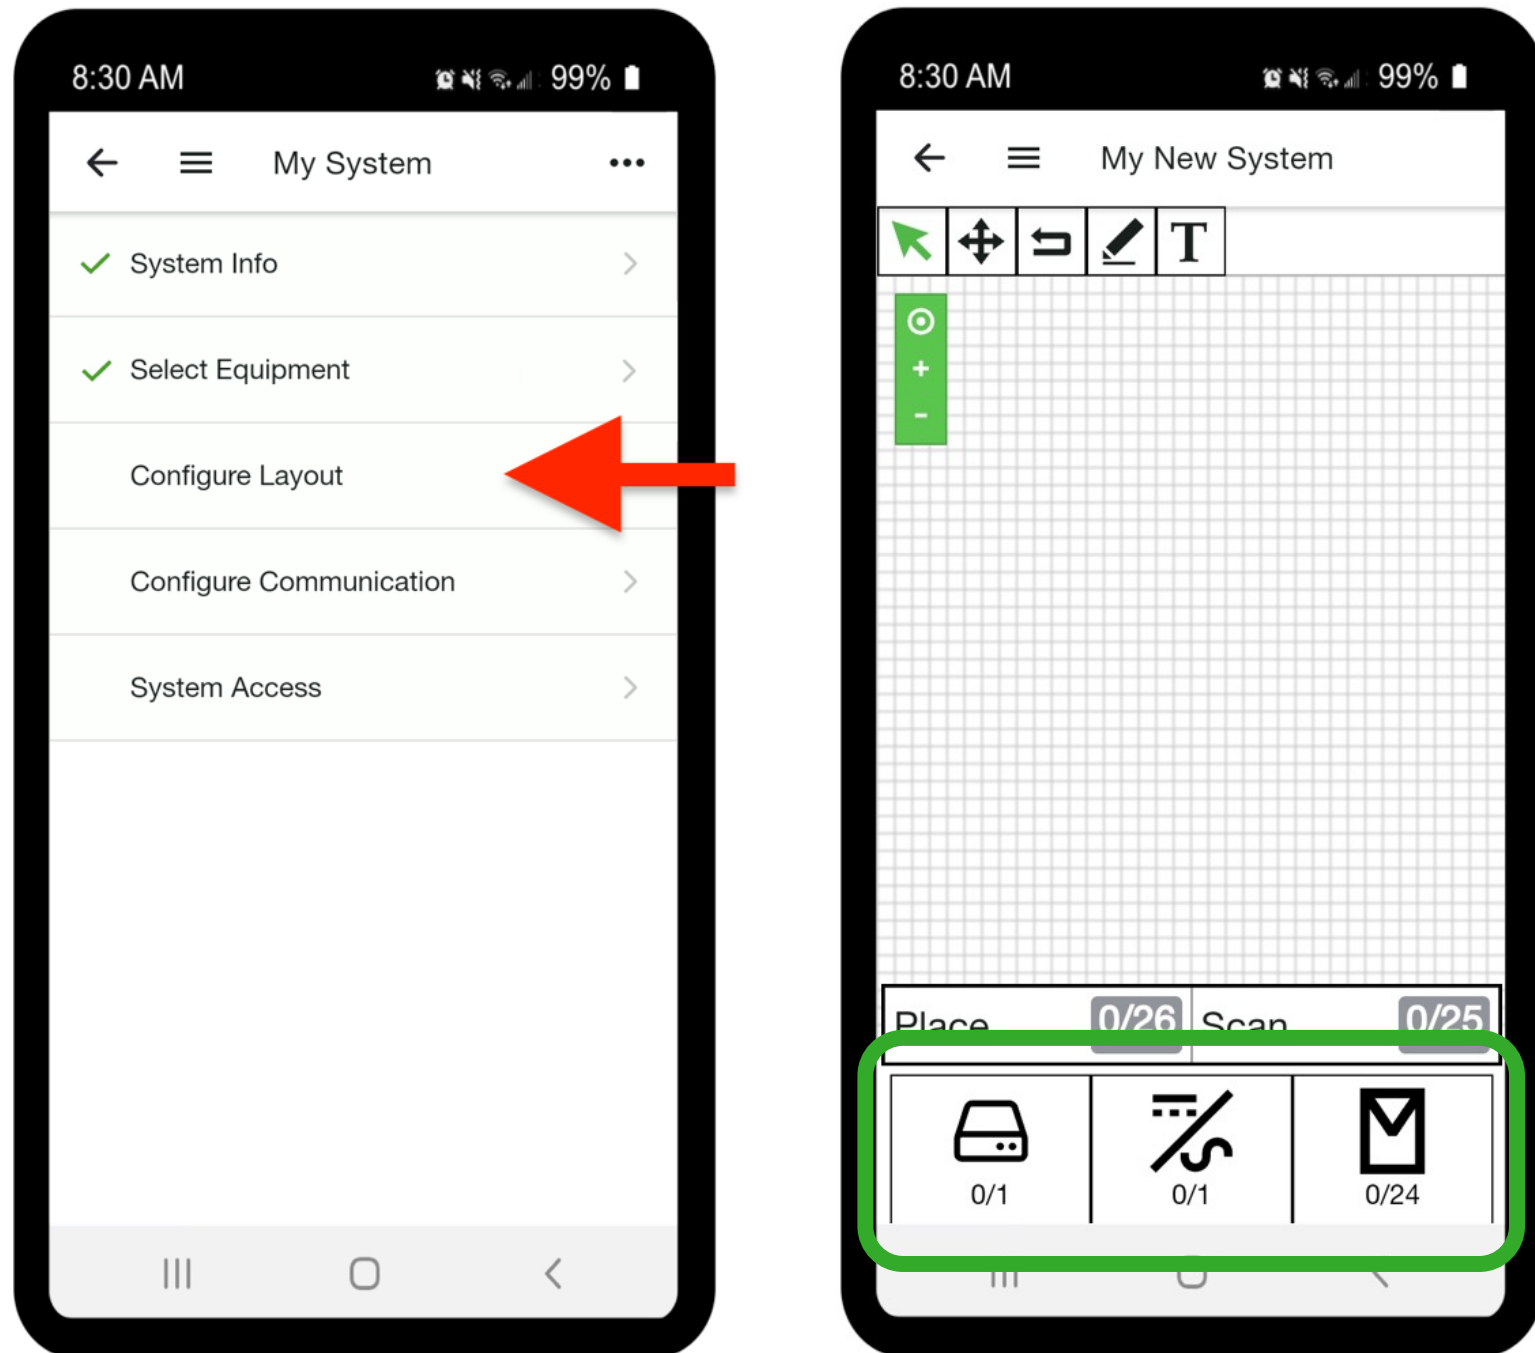 8:30 AM 99%
My System
System Info
Select Equipment
Configure Layout
Configure Communication
System Access
8:30 AM 99%
My New System
T
Place 0/26 Scan 0/25
0/1 0/1 0/24